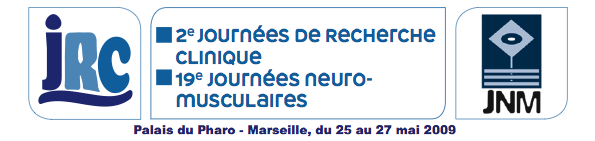 jRC
2e JOURNÉES DE RECHERCHE
CLINIQUE
19e JOURNÉES NEURO-
MUSCULAIRES
JNM
Palais du Pharo - Marseille, du 25 au 27 mai 2009